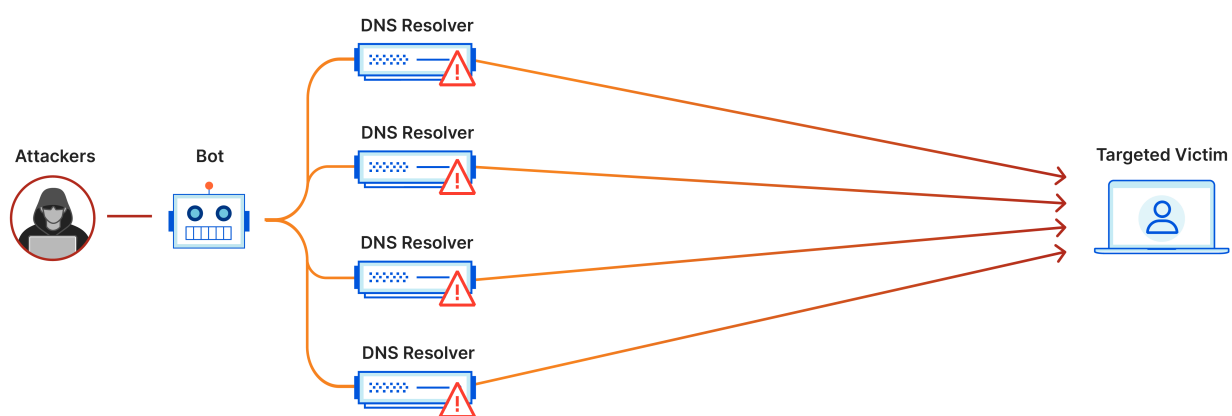 DNS Resolver
DNS Resolver
Attackers
Bot
Targeted Victim
DNS Resolver
DNS Resolver